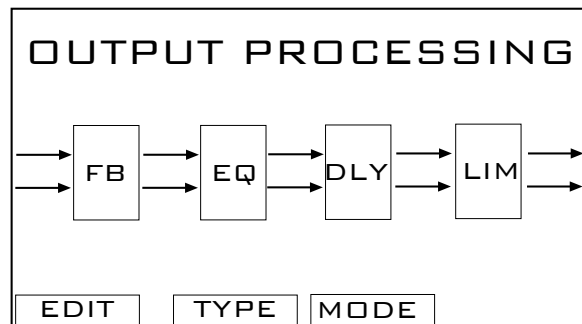 OUTPUT PROCESSING
FB EQ DLY LIM
EDIT TYPE MODE